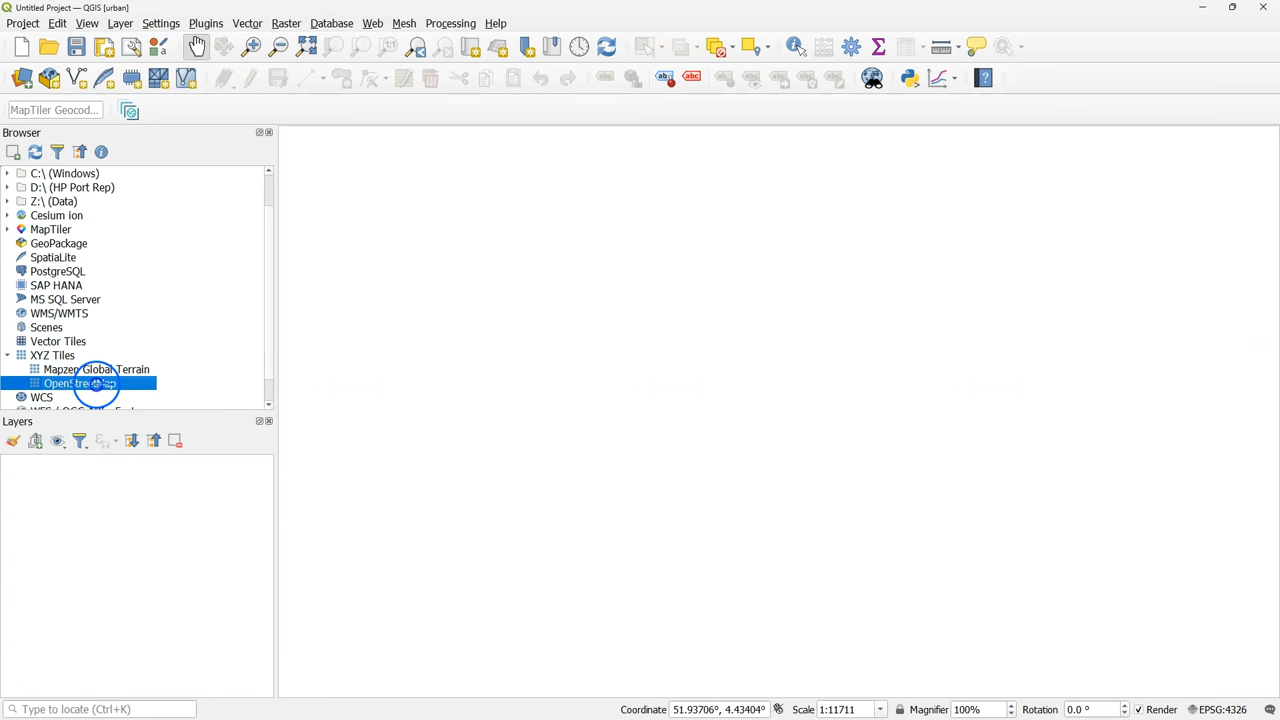 Untitled Project — QGIS [urban]
Project Edit View Layer Settings Plugins Vector Raster Database Web Mesh Processing Help
MapTiler Geocod...
Browser
C:\ (Windows)
D:\ (HP Port Rep)
Z:\ (Data)
Cesium ion
MapTiler
GeoPackage
SpatiaLite
PostgreSQL
SAP HANA
MS SQL Server
WMS/WMTS
Scenes
Vector Tiles
XYZ Tiles
Mapzen Global Terrain
OpenStreetMap
WCS
Layers
Type to locate (Ctrl+K)
Coordinate 51.93706°, 4.43404° Scale 1:11711 Magnifier 100% Rotation 0.0 ° Render EPSG:4326